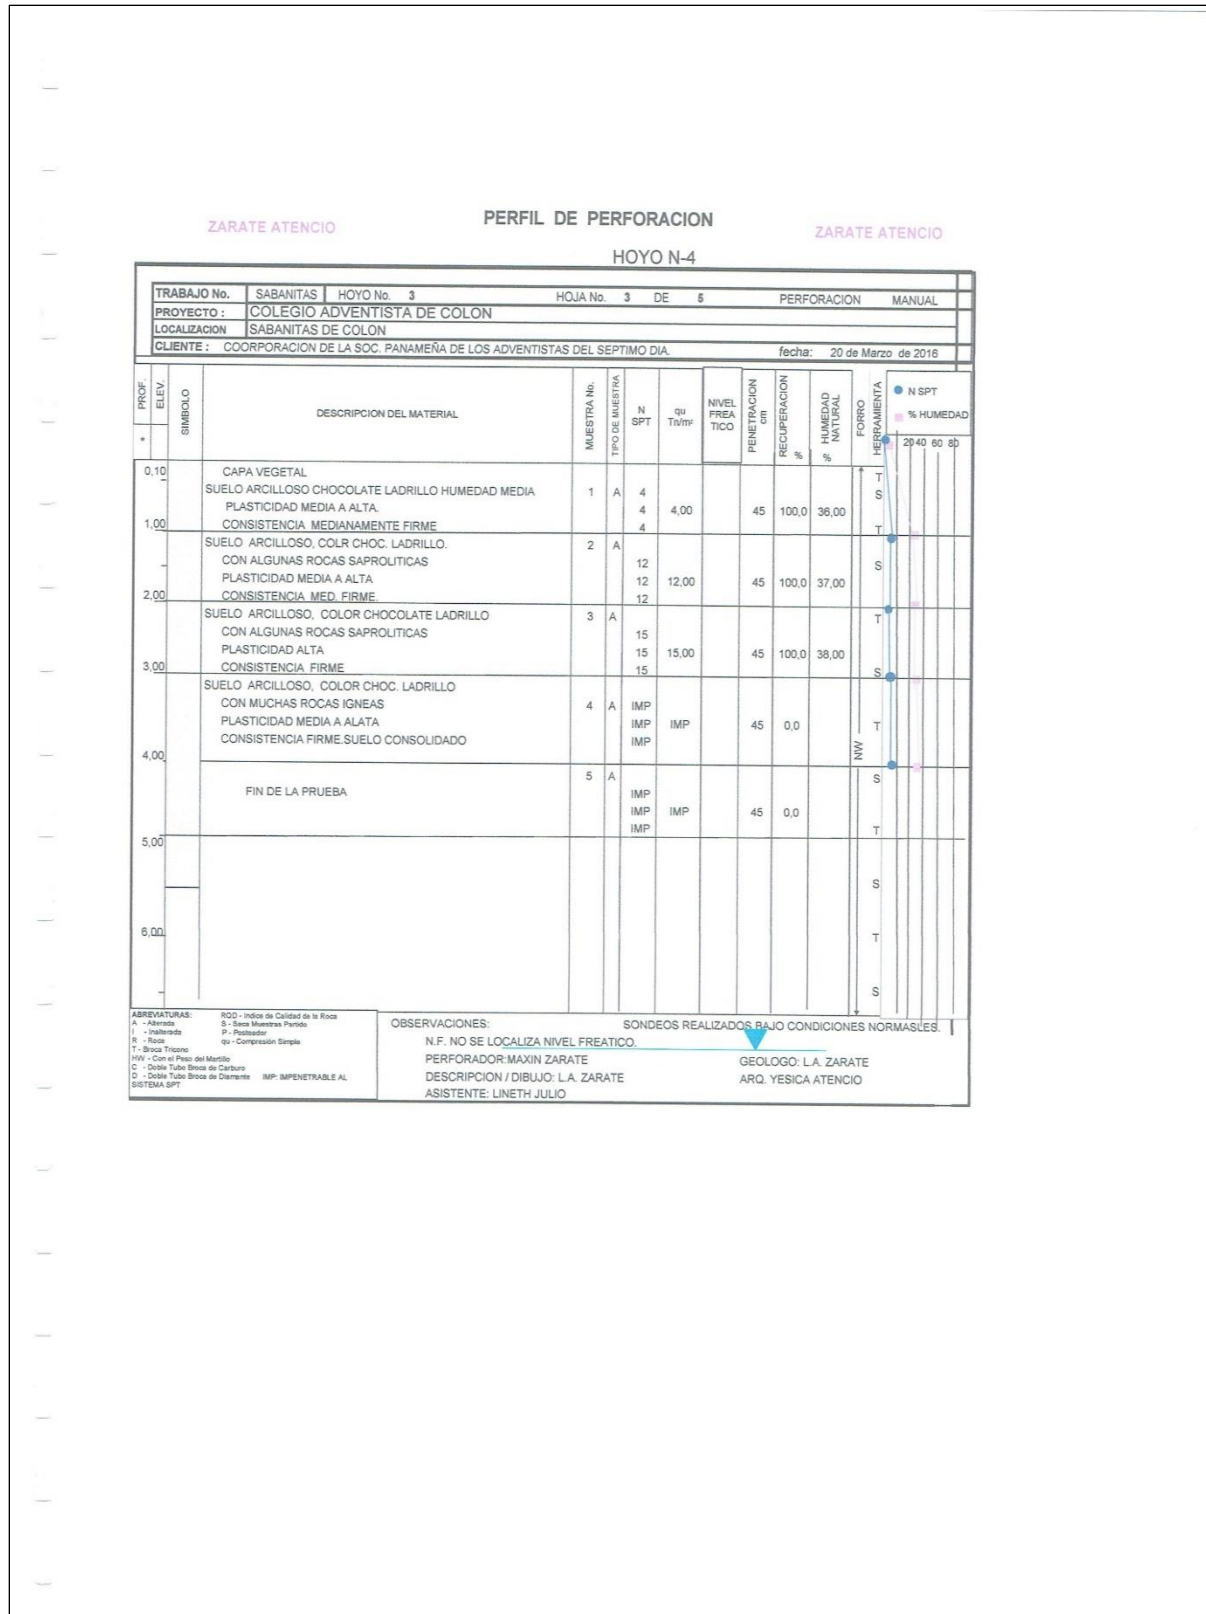 ZARATE ATENCIO
PERFIL DE PERFORACION
ZARATE ATENCIO
HOYO N-4
TRABAJO No. SABANITAS HOYO No. 3 HOJA No. 3 DE 5 PERFORACION MANUAL
PROYECTO : COLEGIO ADVENTISTA DE COLON
LOCALIZACION SABANITAS DE COLON
CLIENTE : COORPORACION DE LA SOC. PANAMEÑA DE LOS ADVENTISTAS DEL SEPTIMO DIA. fecha: 20 de Marzo de 2016
PROF. ELEV. SIMBOLO DESCRIPCION DEL MATERIAL MUESTRA No. TIPO DE MUESTRA N SPT qu Tn/m² NIVEL FREA TICO PENETRACION cm RECUPERACION % HUMEDAD NATURAL % FORRO HERRAMIENTA N SPT
% HUMEDAD
* 20 40 60 80
0,10 CAPA VEGETAL T
SUELO ARCILLOSO CHOCOLATE LADRILLO HUMEDAD MEDIA 1 A 4 S
PLASTICIDAD MEDIA A ALTA. 4 4,00 45 100,0 36,00
1,00 CONSISTENCIA MEDIANAMENTE FIRME 4 T
SUELO ARCILLOSO, COLR CHOC. LADRILLO. 2 A
CON ALGUNAS ROCAS SAPROLITICAS 12 S
PLASTICIDAD MEDIA A ALTA 12 12,00 45 100,0 37,00
2,00 CONSISTENCIA MED. FIRME. 12
SUELO ARCILLOSO, COLOR CHOCOLATE LADRILLO 3 A T
CON ALGUNAS ROCAS SAPROLITICAS 15
PLASTICIDAD ALTA 15 15,00 45 100,0 38,00
3,00 CONSISTENCIA FIRME 15 S
SUELO ARCILLOSO, COLOR CHOC. LADRILLO
CON MUCHAS ROCAS IGNEAS 4 A IMP
PLASTICIDAD MEDIA A ALATA IMP IMP 45 0,0 T
CONSISTENCIA FIRME.SUELO CONSOLIDADO IMP
4,00 NW
5 A S
FIN DE LA PRUEBA IMP
IMP IMP 45 0,0
IMP T
5,00
S
6,00 T
S
ABREVIATURAS: RQD - Indice de Calidad de la Roca
A - Alterada S - Saca Muestras Partido
I - Inalterada P - Posteador
R - Roca qu - Compresión Simple
T - Broca Tricono
HW - Con el Peso del Martillo
C - Doble Tubo Broca de Carburo
D - Doble Tubo Broca de Diamante IMP: IMPENETRABLE AL
SISTEMA SPT
OBSERVACIONES: SONDEOS REALIZADOS BAJO CONDICIONES NORMASLES.
N.F. NO SE LOCALIZA NIVEL FREATICO.
PERFORADOR:MAXIN ZARATE GEOLOGO: L.A. ZARATE
DESCRIPCION / DIBUJO: L.A. ZARATE ARQ. YESICA ATENCIO
ASISTENTE: LINETH JULIO